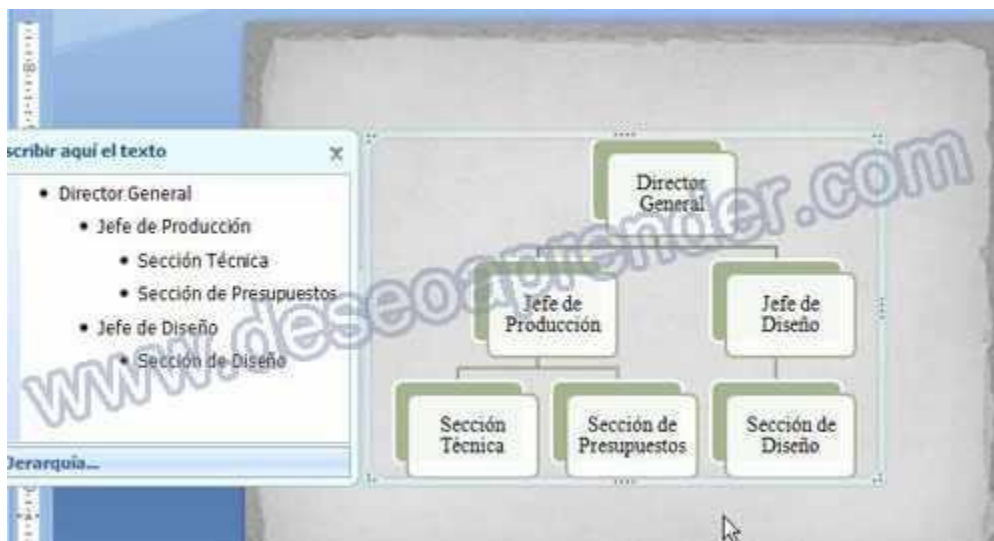 scribir aquí el texto
Director General
Jefe de Producción
Sección Técnica
Sección de Presupuestos
Jefe de Diseño
Sección de Diseño
Jerarquía...
Director
General
Jefe de
Producción
Jefe de
Diseño
Sección
Técnica
Sección de
Presupuestos
Sección de
Diseño
www.deseoaprender.com